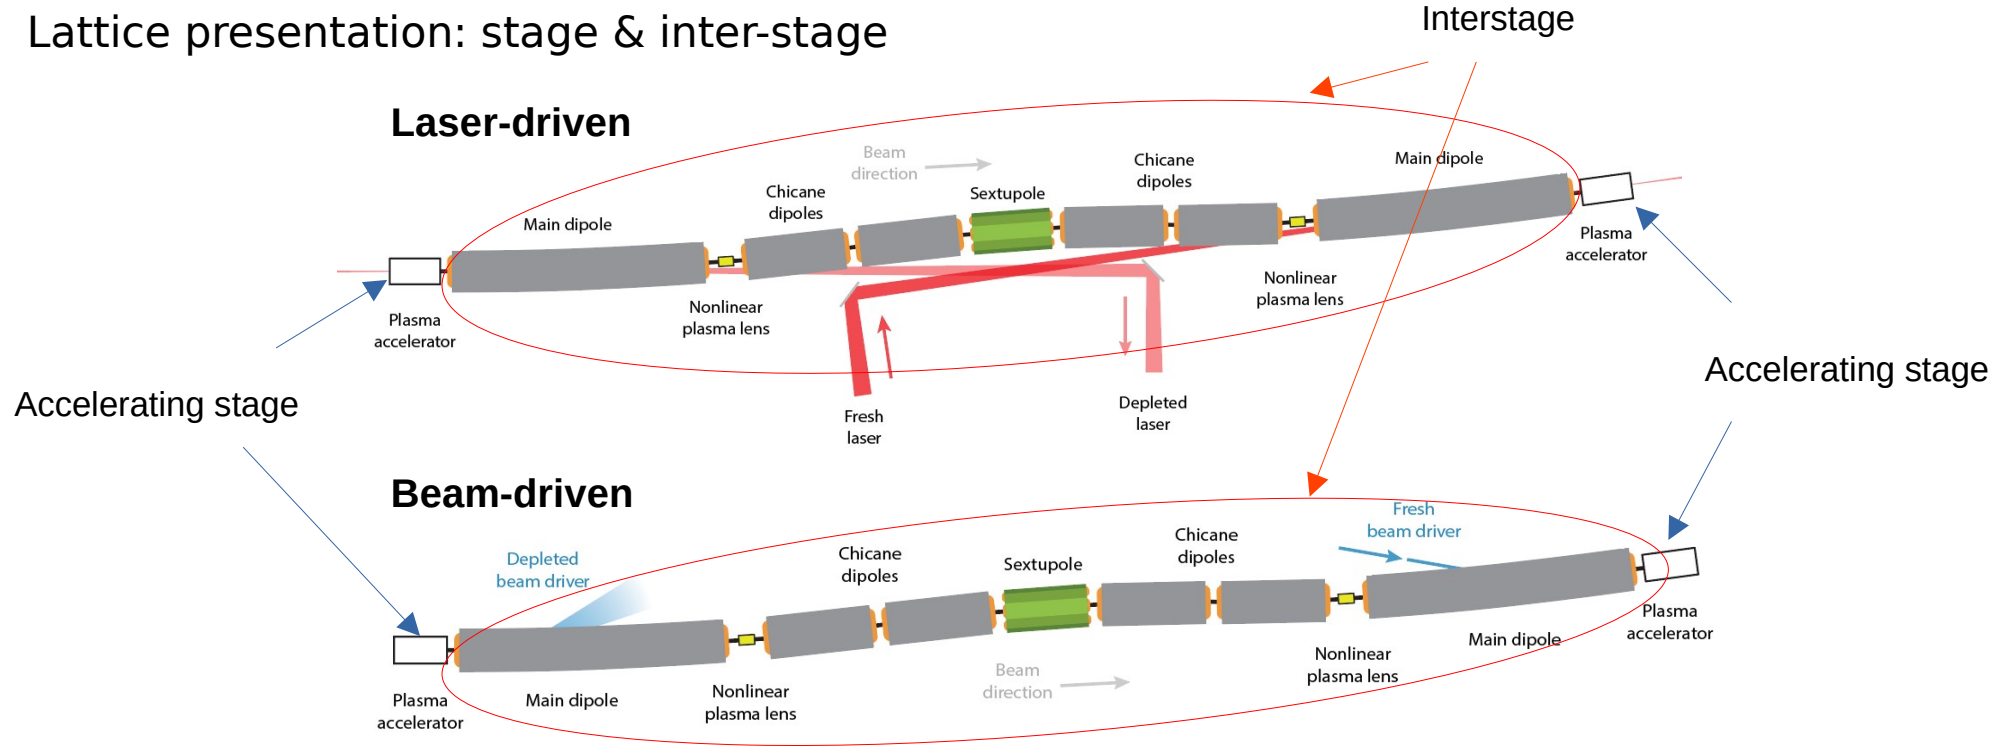 Lattice presentation: stage & inter-stage
Interstage
Laser-driven
Beam
direction
Chicane
dipoles
Main dipole
Chicane
dipoles
Sextupole
Main dipole
Plasma
accelerator
Nonlinear
plasma lens
Nonlinear
plasma lens
Plasma
accelerator
Accelerating stage
Accelerating stage
Fresh
laser
Depleted
laser
Beam-driven
Fresh
beam driver
Depleted
beam driver
Chicane
dipoles
Sextupole
Chicane
dipoles
Plasma
accelerator
Main dipole
Nonlinear
plasma lens
Beam
direction
Nonlinear
plasma lens
Main dipole
Plasma
accelerator